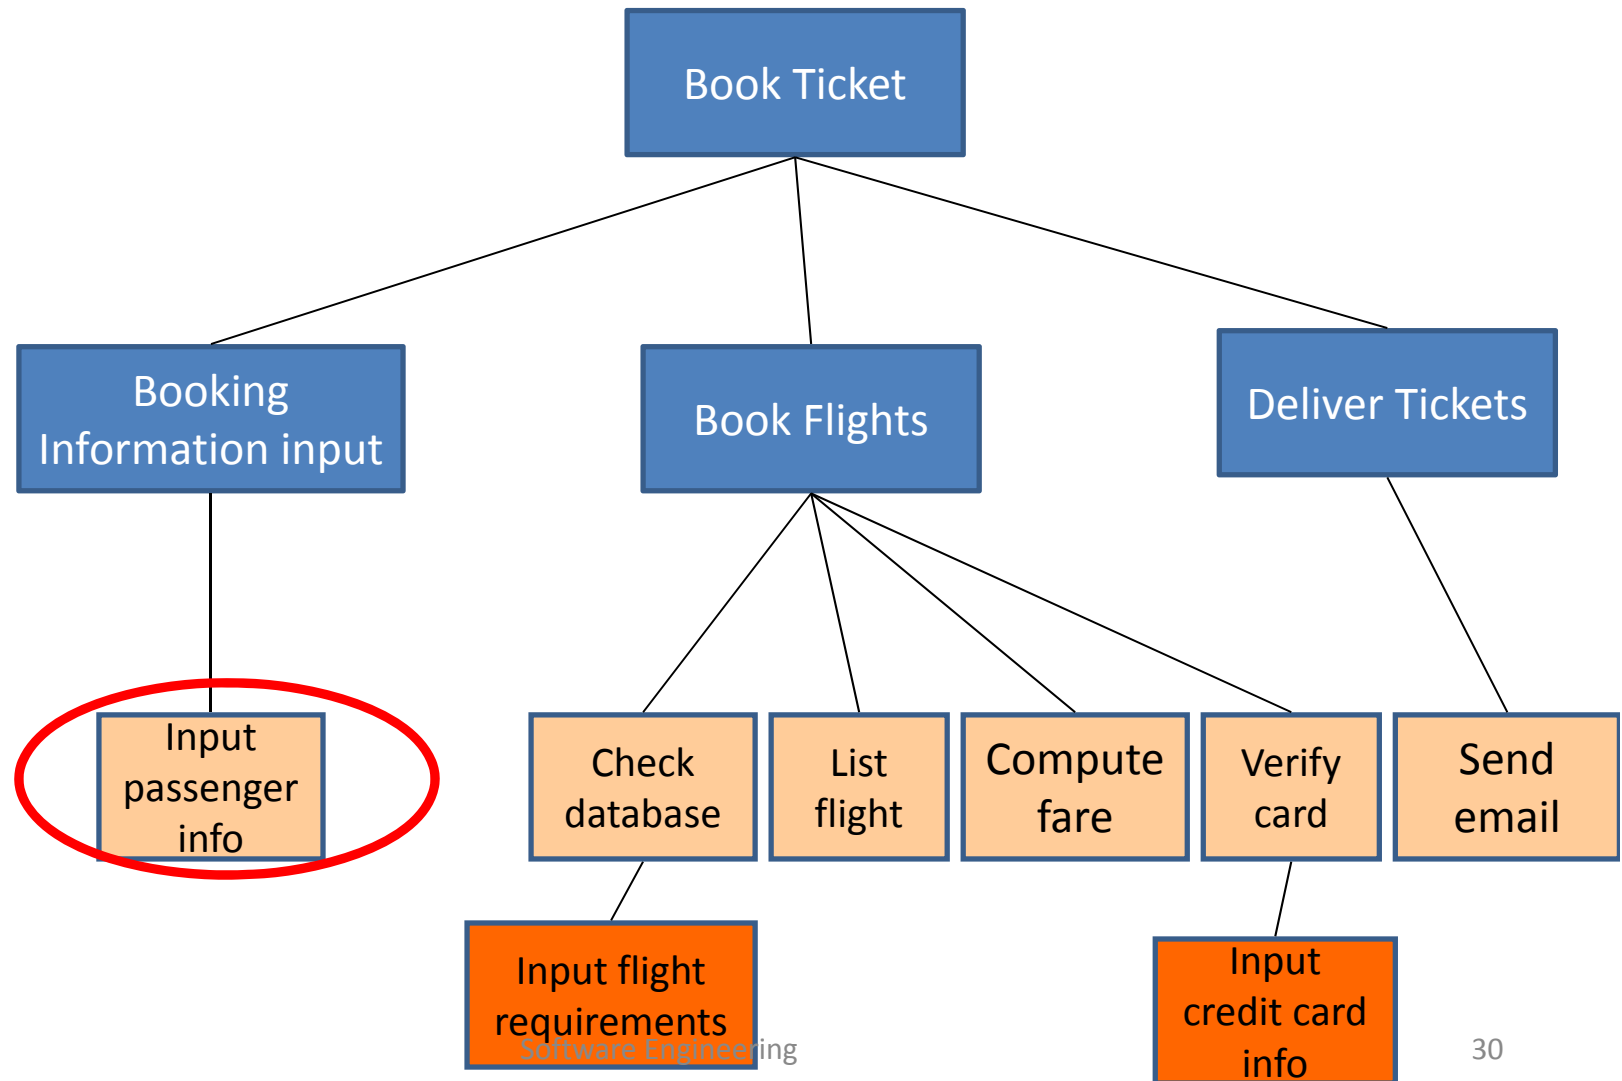 Book Ticket
Booking
Information input
Book Flights
Deliver Tickets
Input
passenger
info
Check
database
List
flight
Compute
fare
Verify
card
Send
email
Input flight
requirements
Input
credit card
info
Software Engineering
30